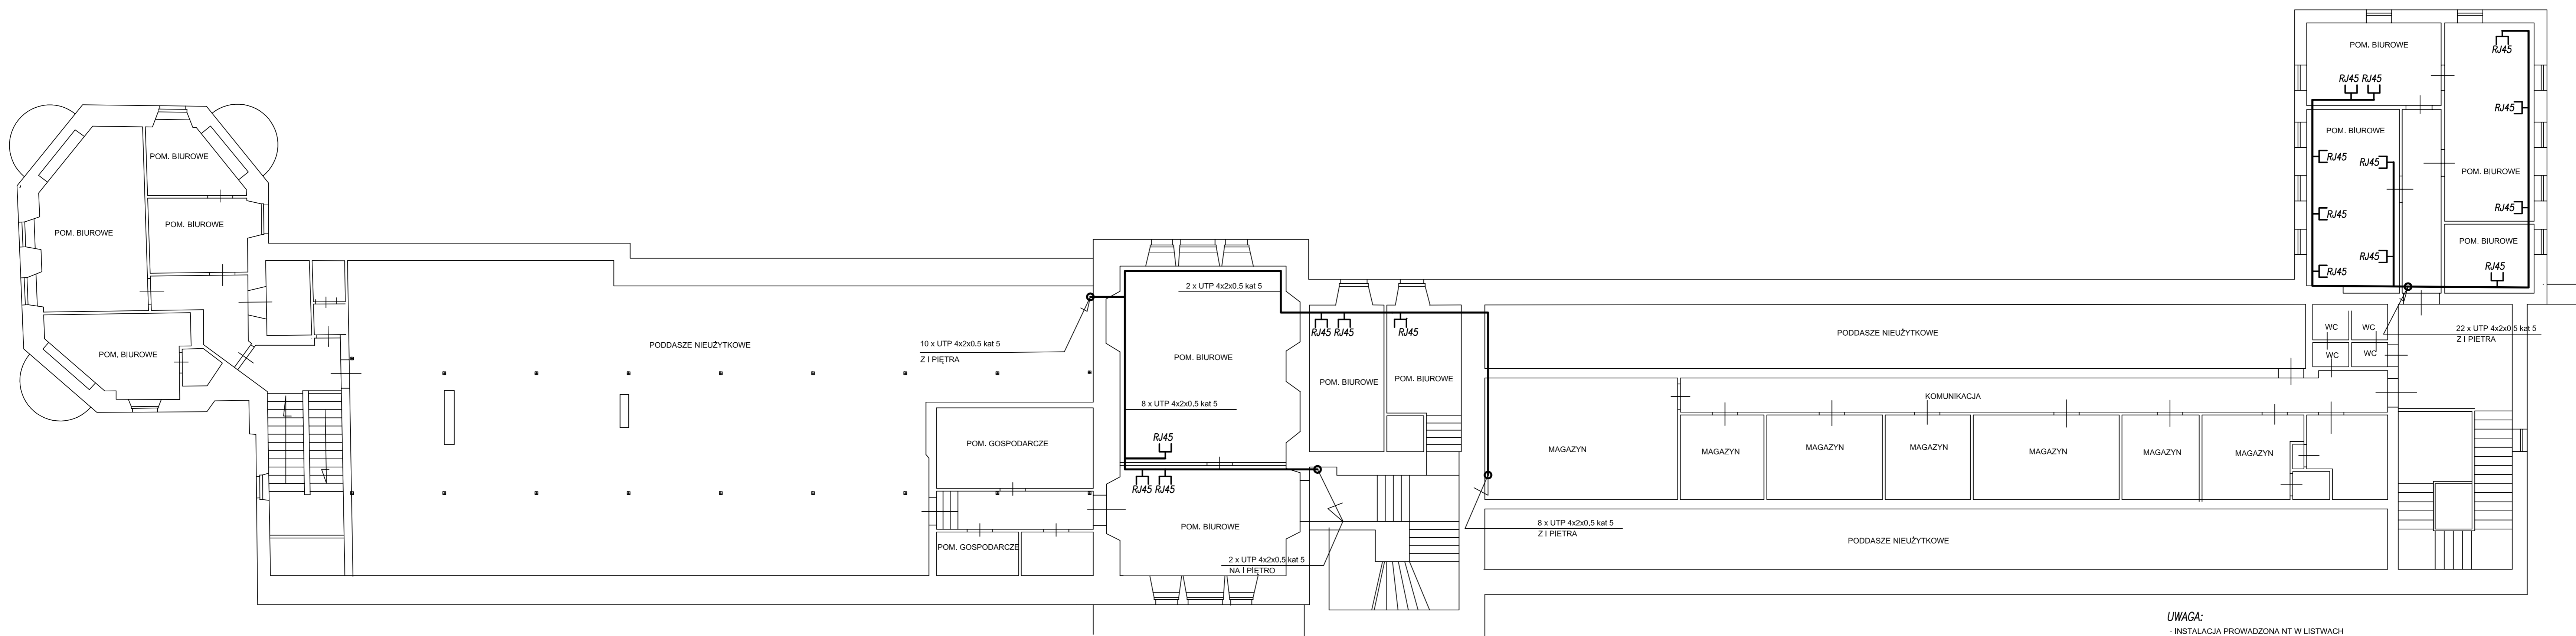 POM. BIUROWE
POM. BIUROWE
POM. BIUROWE
POM. BIUROWE
PODDASZE NIEUŻYTKOWE
10 x UTP 4x2x0.5 kat 5
Z I PIĘTRA
POM. GOSPODARCZE
POM. GOSPODARCZE
2 x UTP 4x2x0.5 kat 5
POM. BIUROWE
8 x UTP 4x2x0.5 kat 5
RJ45
RJ45 RJ45
POM. BIUROWE
2 x UTP 4x2x0.5 kat 5
NA I PIĘTRO
RJ45 RJ45
RJ45
POM. BIUROWE
POM. BIUROWE
8 x UTP 4x2x0.5 kat 5
Z I PIETRA
PODDASZE NIEUŻYTKOWE
KOMUNIKACJA
MAGAZYN
MAGAZYN
MAGAZYN
MAGAZYN
MAGAZYN
MAGAZYN
MAGAZYN
PODDASZE NIEUŻYTKOWE
POM. BIUROWE
RJ45 RJ45
RJ45
RJ45
POM. BIUROWE
RJ45
RJ45
POM. BIUROWE
RJ45
RJ45
RJ45
RJ45
POM. BIUROWE
RJ45
RJ45
WC
WC
WC
WC
22 x UTP 4x2x0.5 kat 5
Z I PIETRA
UWAGA:
- INSTALACJA PROWADZONA NT W LISTWACH